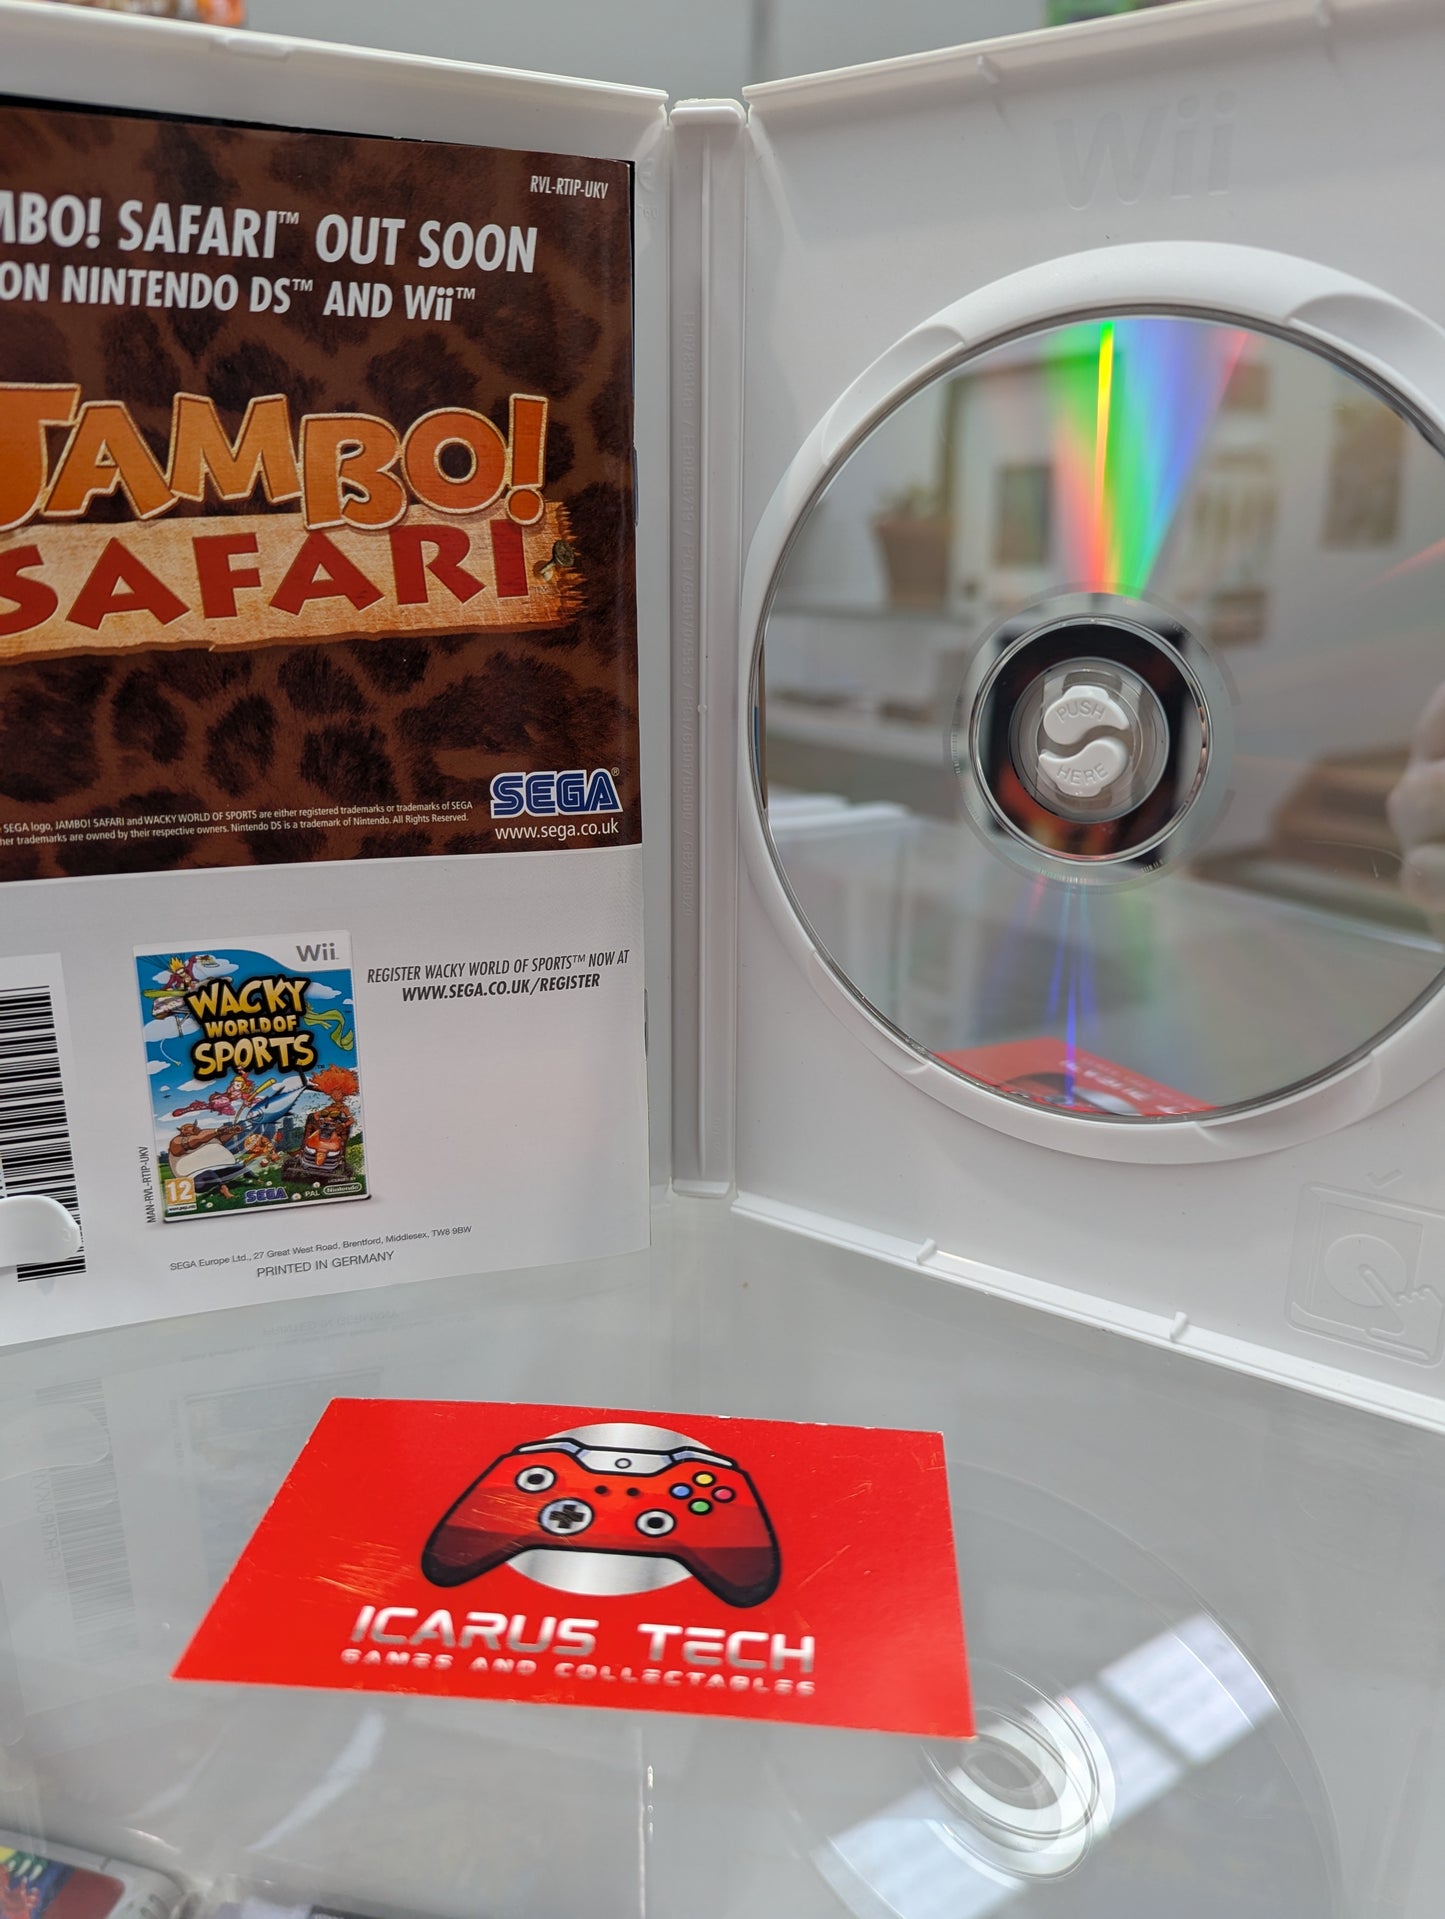 RVL-RTIP-UKV
MBO! SAFARI™ OUT SOON
ON NINTENDO DS™ AND Wii™
JAMBO!
SAFARI
SEGA®
www.sega.co.uk
SEGA logo, JAMBO! SAFARI and WACKY WORLD OF SPORTS are either registered trademarks or trademarks of SEGA
her trademarks are owned by their respective owners. Nintendo DS is a trademark of Nintendo. All Rights Reserved.
Wii
WACKY
WORLD OF
SPORTS™
12
SEGA
PAL
Nintendo
MAN-RVL-RTIP-UKV
REGISTER WACKY WORLD OF SPORTS™ NOW AT
WWW.SEGA.CO.UK/REGISTER
SEGA Europe Ltd., 27 Great West Road, Brentford, Middlesex, TW8 9BW
PRINTED IN GERMANY
Wii
PUSH
HERE
ICARUS TECH
GAMES AND COLLECTABLES